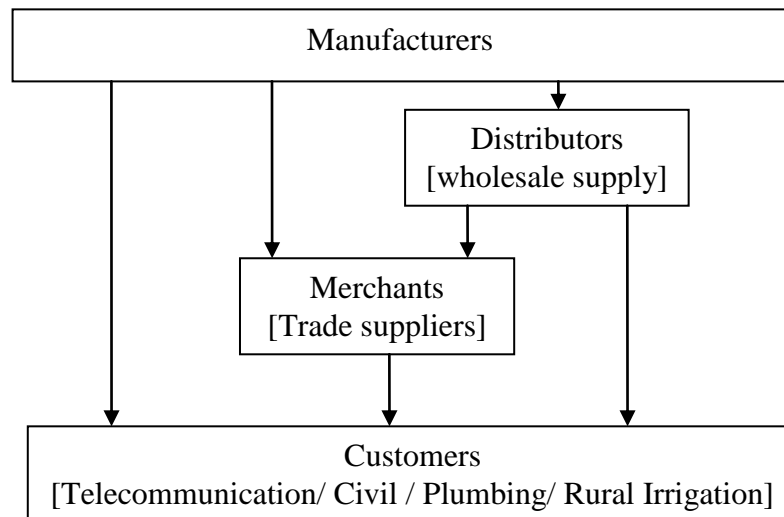 Manufacturers
Distributors
[wholesale supply]
Merchants
[Trade suppliers]
Customers
[Telecommunication/ Civil / Plumbing/ Rural Irrigation]